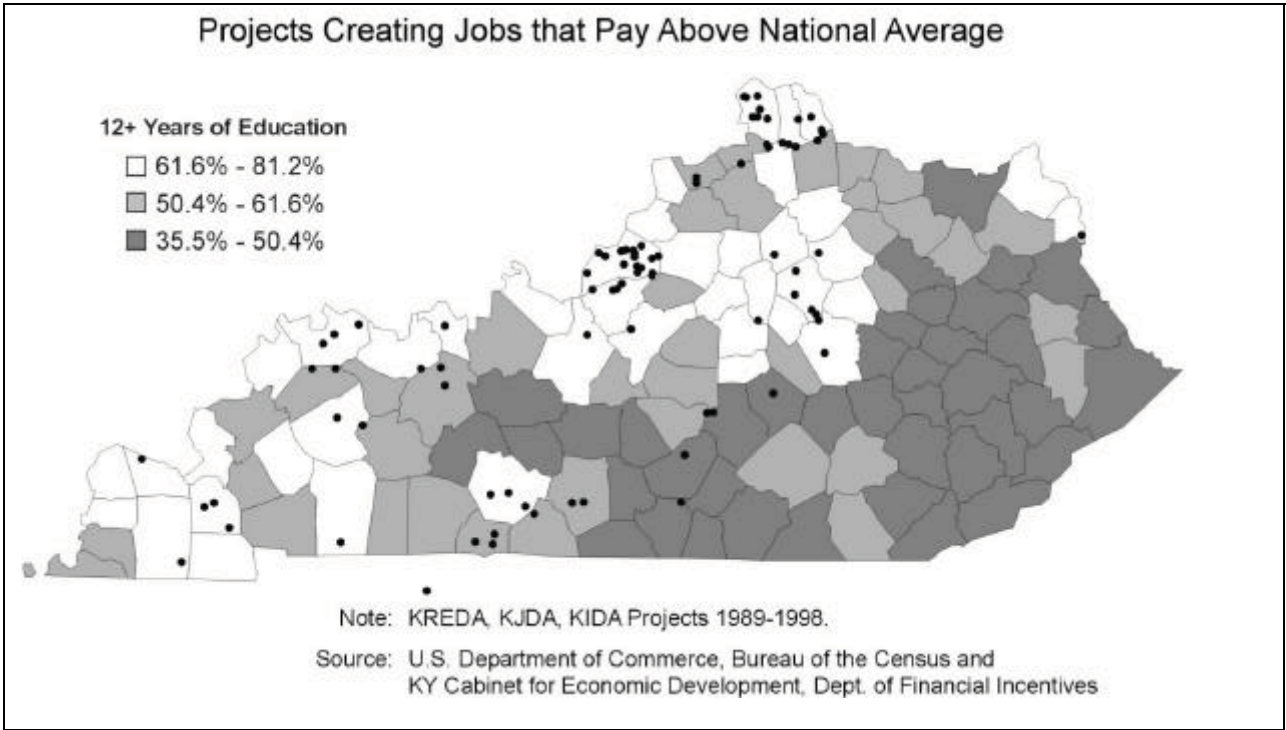 Projects Creating Jobs that Pay Above National Average
12+ Years of Education
61.6% - 81.2%
50.4% - 61.6%
35.5% - 50.4%
Note: KREDA, KJDA, KIDA Projects 1989-1998.
Source: U.S. Department of Commerce, Bureau of the Census and
KY Cabinet for Economic Development, Dept. of Financial Incentives